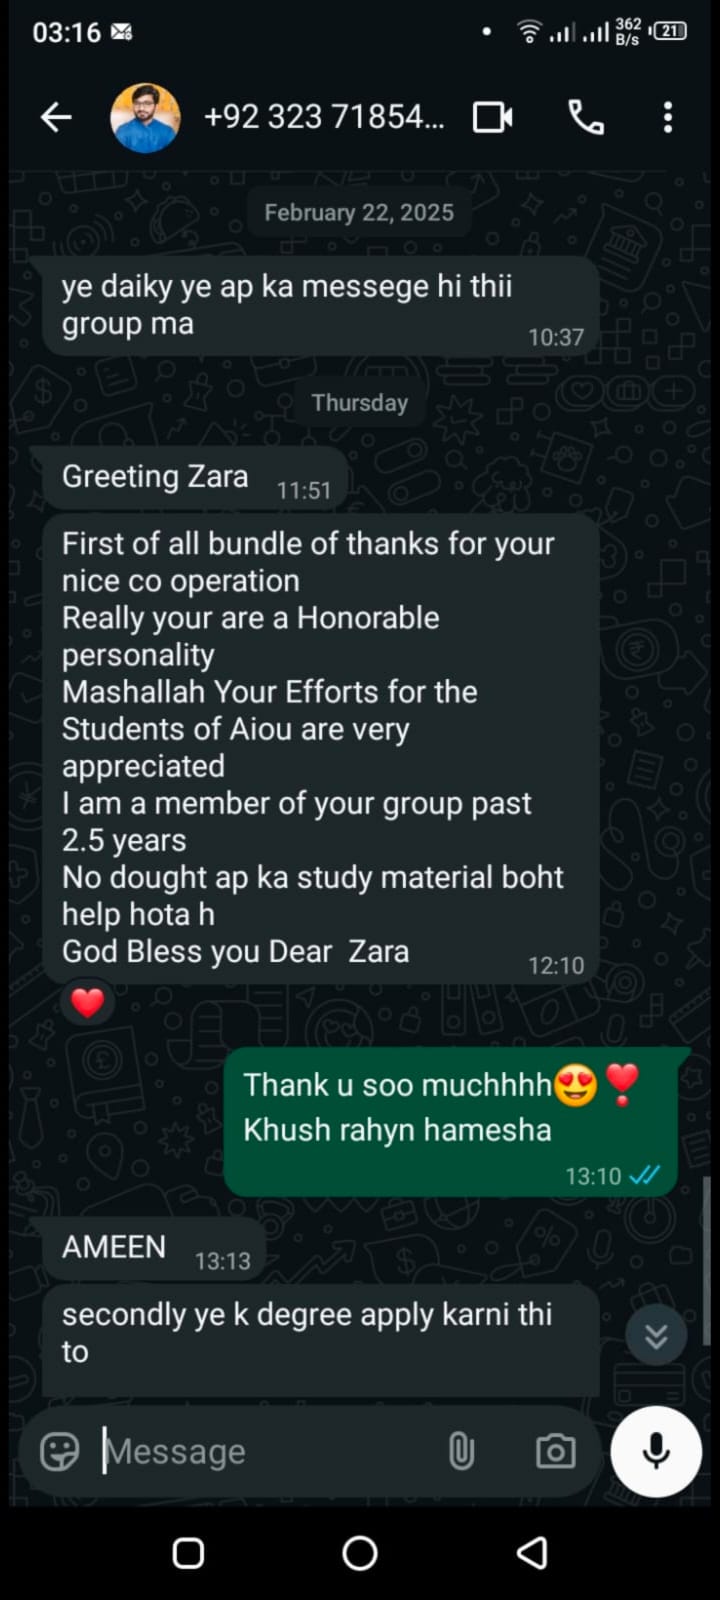 03:16
362
B/s
21
+92 323 71854...
February 22, 2025
ye daiky ye ap ka messege hi thii
group ma
10:37
Thursday
Greeting Zara
11:51
First of all bundle of thanks for your
nice co operation
Really your are a Honorable
personality
Mashallah Your Efforts for the
Students of Aiou are very
appreciated
I am a member of your group past
2.5 years
No dought ap ka study material boht
help hota h
God Bless you Dear  Zara
12:10
Thank u soo muchhhh😍❣️
Khush rahyn hamesha
13:10
AMEEN
13:13
secondly ye k degree apply karni thi
to
Message